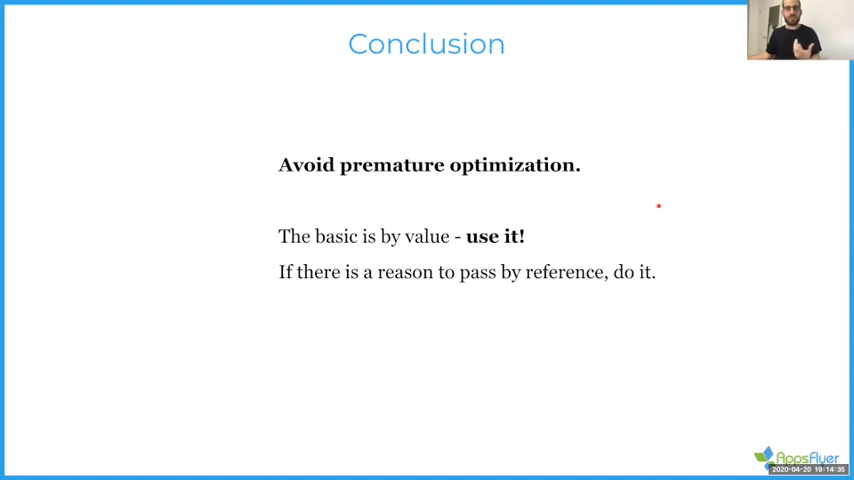 Conclusion
Avoid premature optimization.
The basic is by value - use it!
If there is a reason to pass by reference, do it.
AppsFlyer
2020-04-20 19:14:35